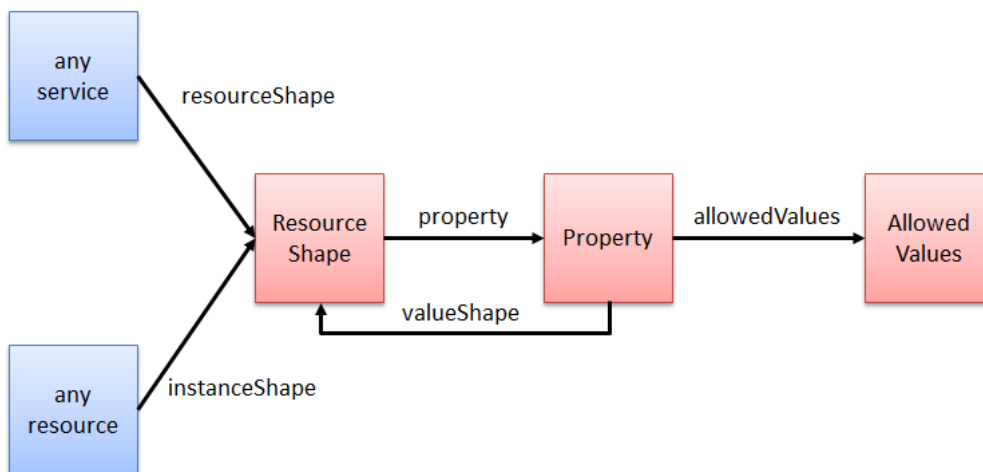 any
service
resourceShape
Resource
Shape
property
Property
allowedValues
Allowed
Values
valueShape
any
resource
instanceShape